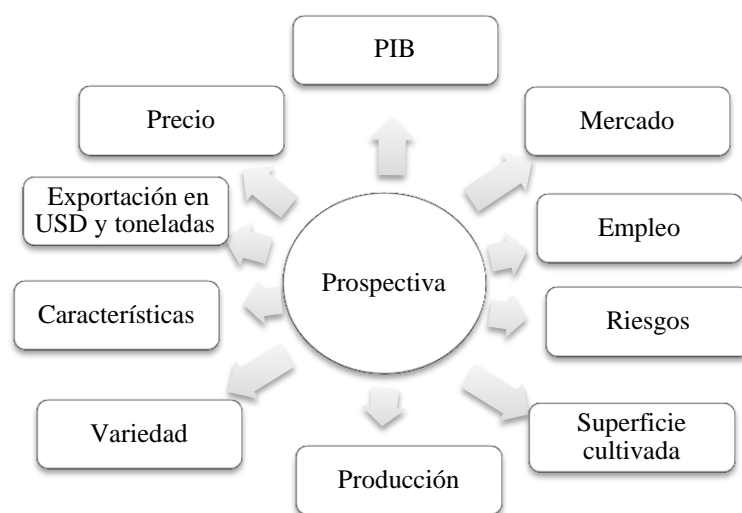 PIB
Precio
Mercado
Exportación en
USD y toneladas
Empleo
Prospectiva
Características
Riesgos
Variedad
Superficie
cultivada
Producción